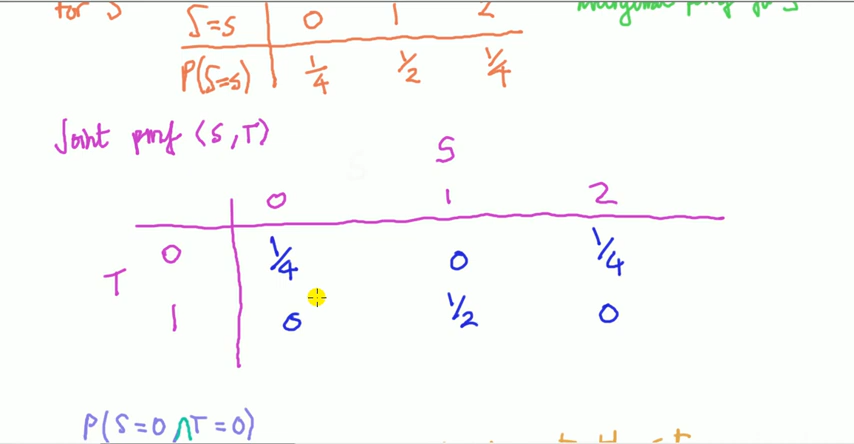 for S
S=s 0 1 2
P(S=s) 1/4 1/2 1/4
Joint pmf (S,T)
S
0 1 2
0 1/4 0 1/4
T
1 0 1/2 0
P(S=0 ∩ T=0)